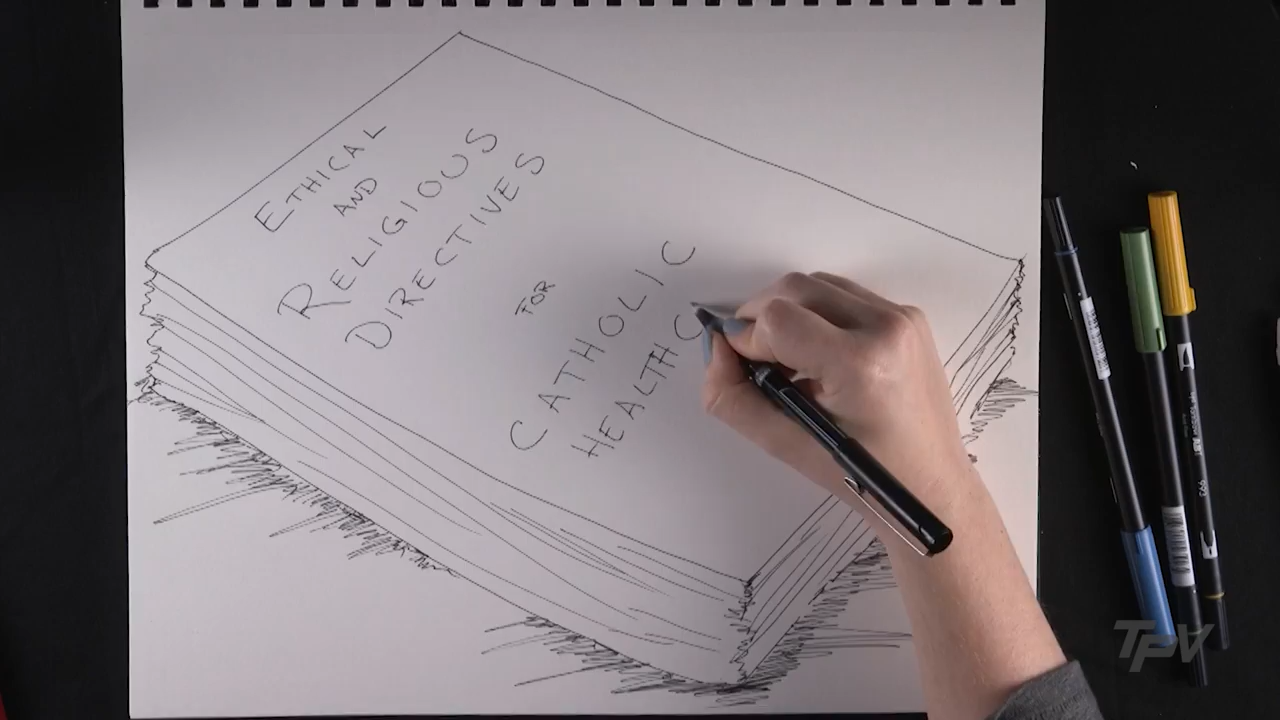 ETHICAL
AND
RELIGIOUS
DIRECTIVES
FOR
CATHOLIC
HEALTH C
TPV